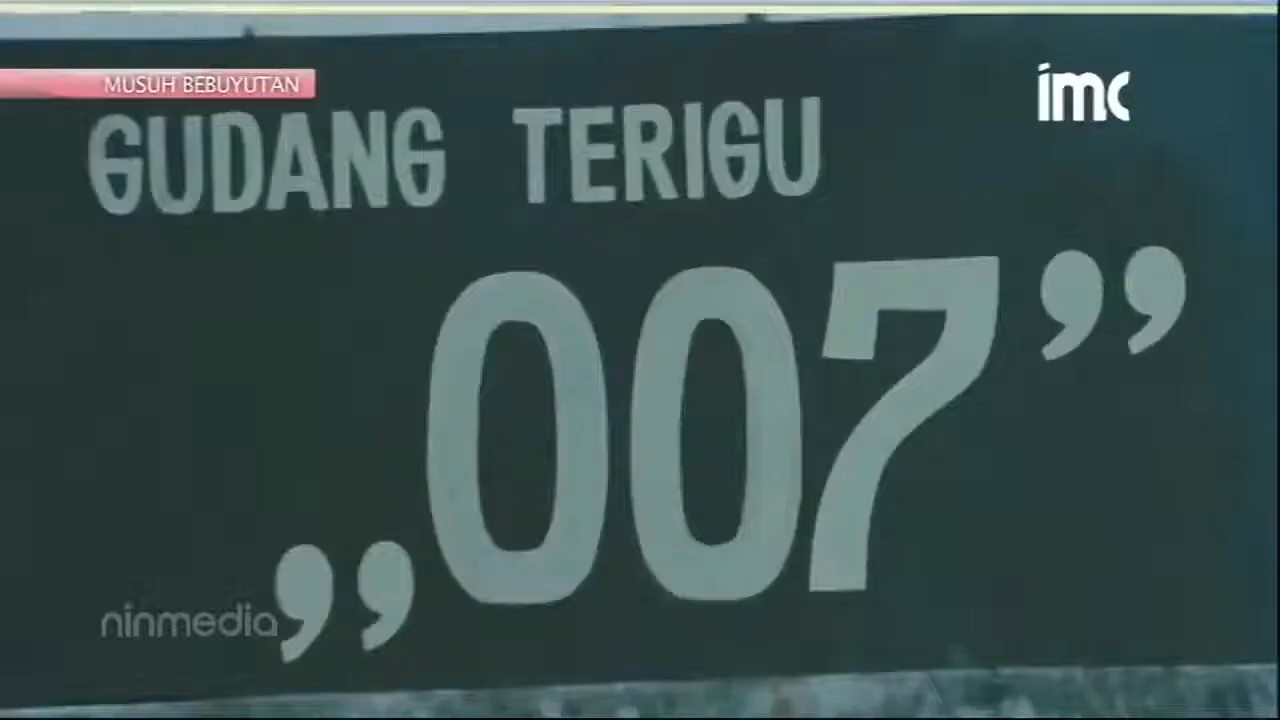 MUSUH BEBUYUTAN
imc
GUDANG TERIGU
„007”
ninmedia